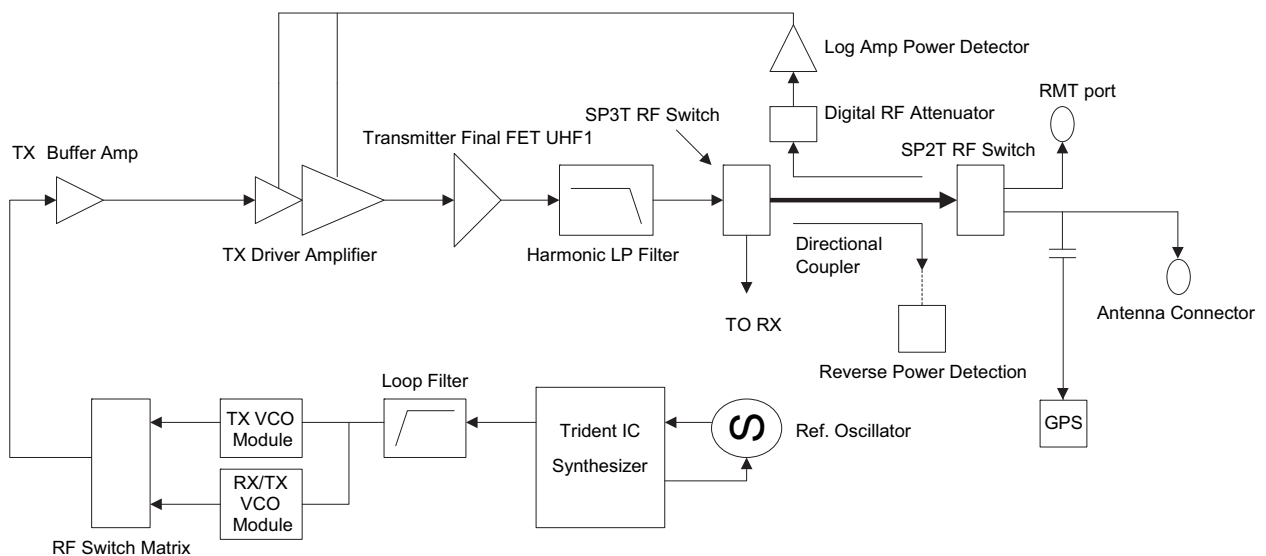 Log Amp Power Detector
RMT port
SP3T RF Switch
Digital RF Attenuator
Transmitter Final FET UHF1
SP2T RF Switch
TX Buffer Amp
TX Driver Amplifier
Harmonic LP Filter
Directional
Coupler
TO RX
Antenna Connector
Reverse Power Detection
Loop Filter
TX VCO
Module
Trident IC
Synthesizer
S
Ref. Oscillator
GPS
RX/TX
VCO
Module
RF Switch Matrix